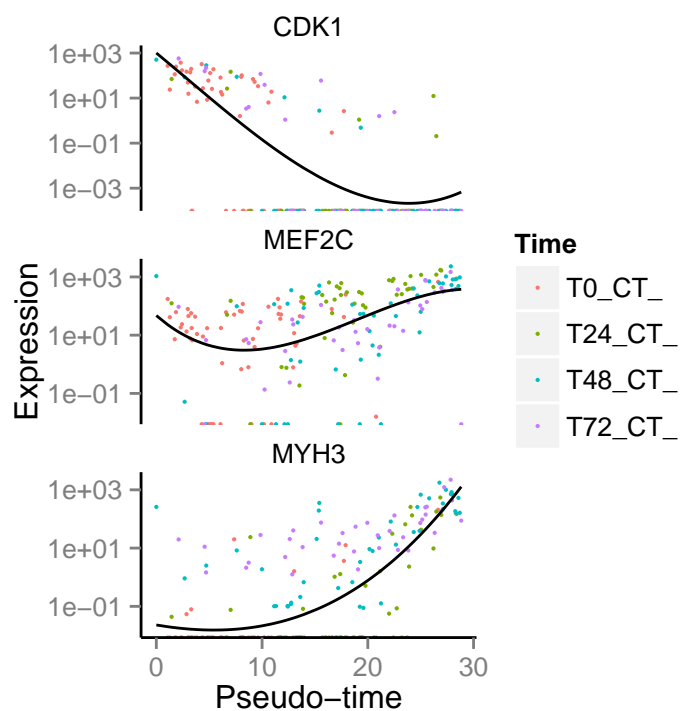 CDK1
1e+03
1e+01
1e−01
1e−03
MEF2C
1e+03
1e+01
1e−01
MYH3
1e+03
1e+01
1e−01
0 10 20 30
Pseudo−time
Expression
Time
T0_CT_
T24_CT_
T48_CT_
T72_CT_